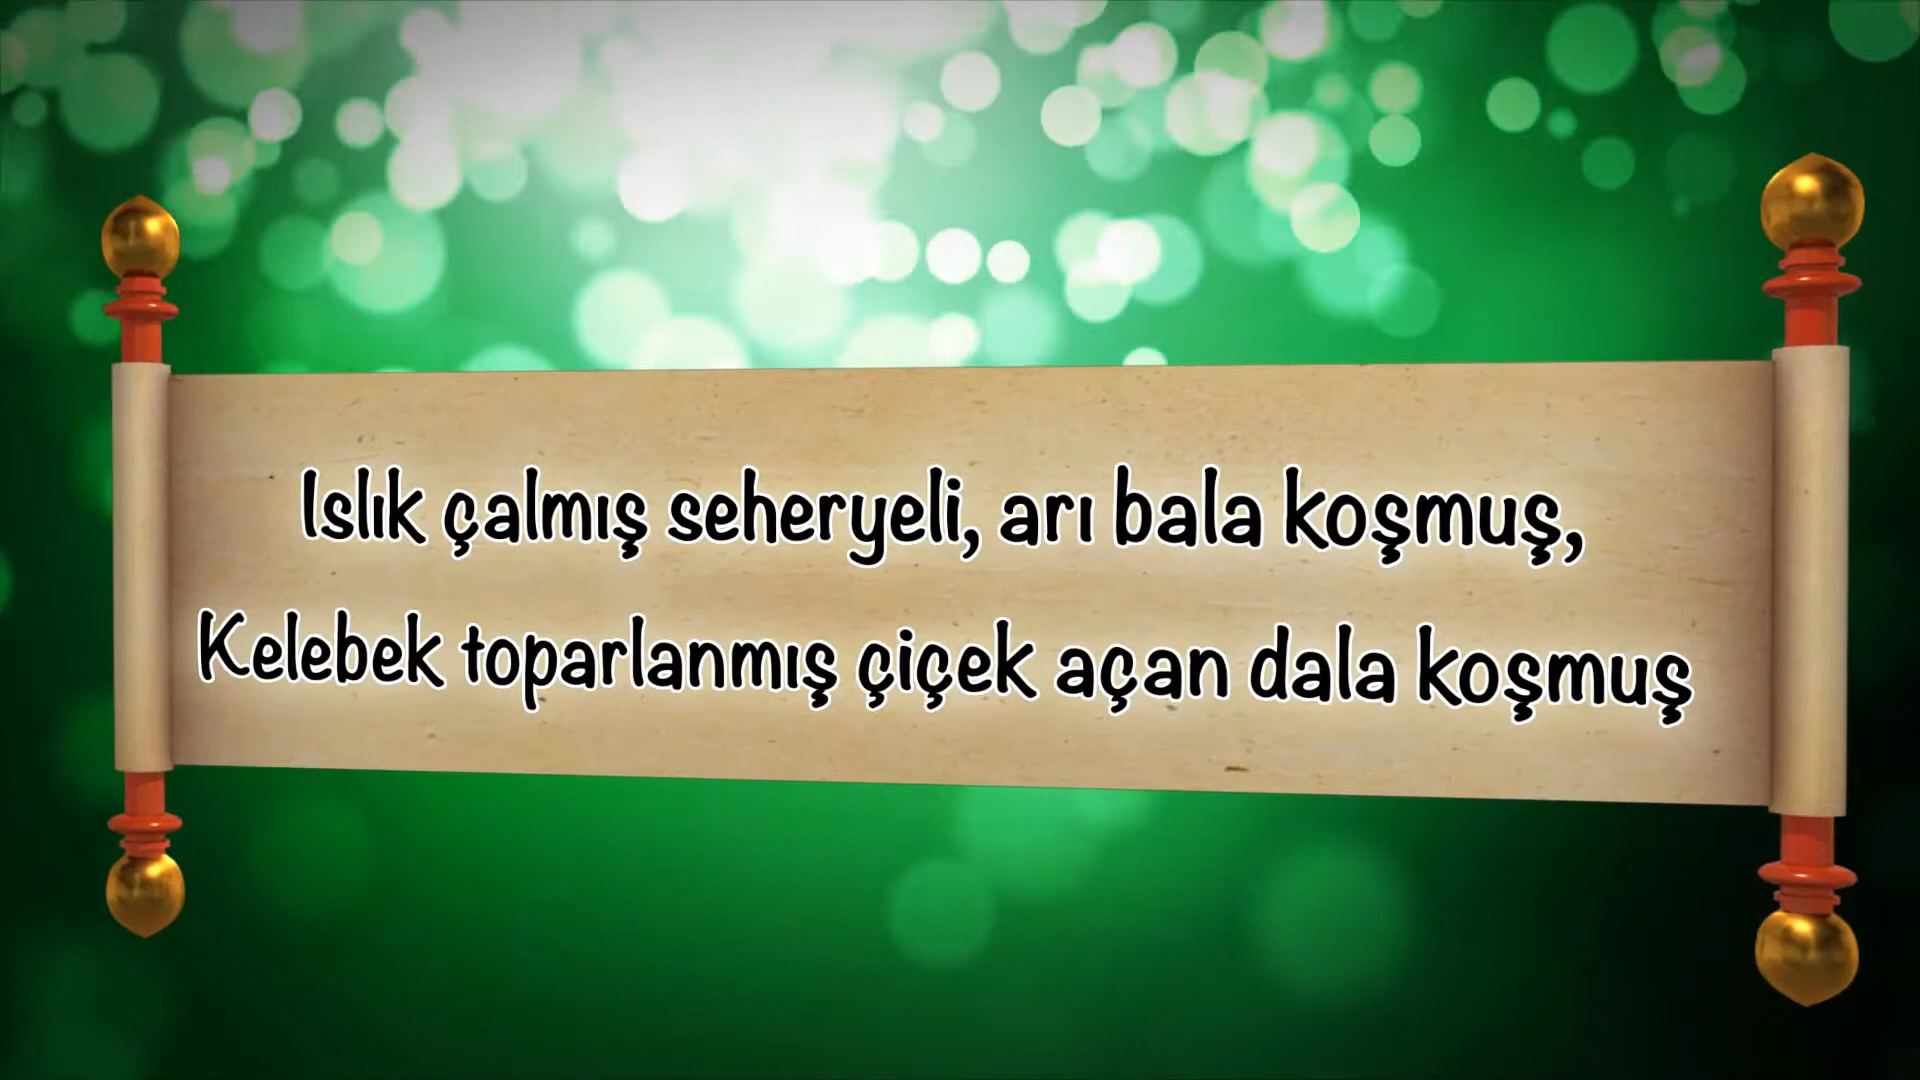 Islık çalmış seheryeli, arı bala koşmuş,
Kelebek toparlanmış çiçek açan dala koşmuş